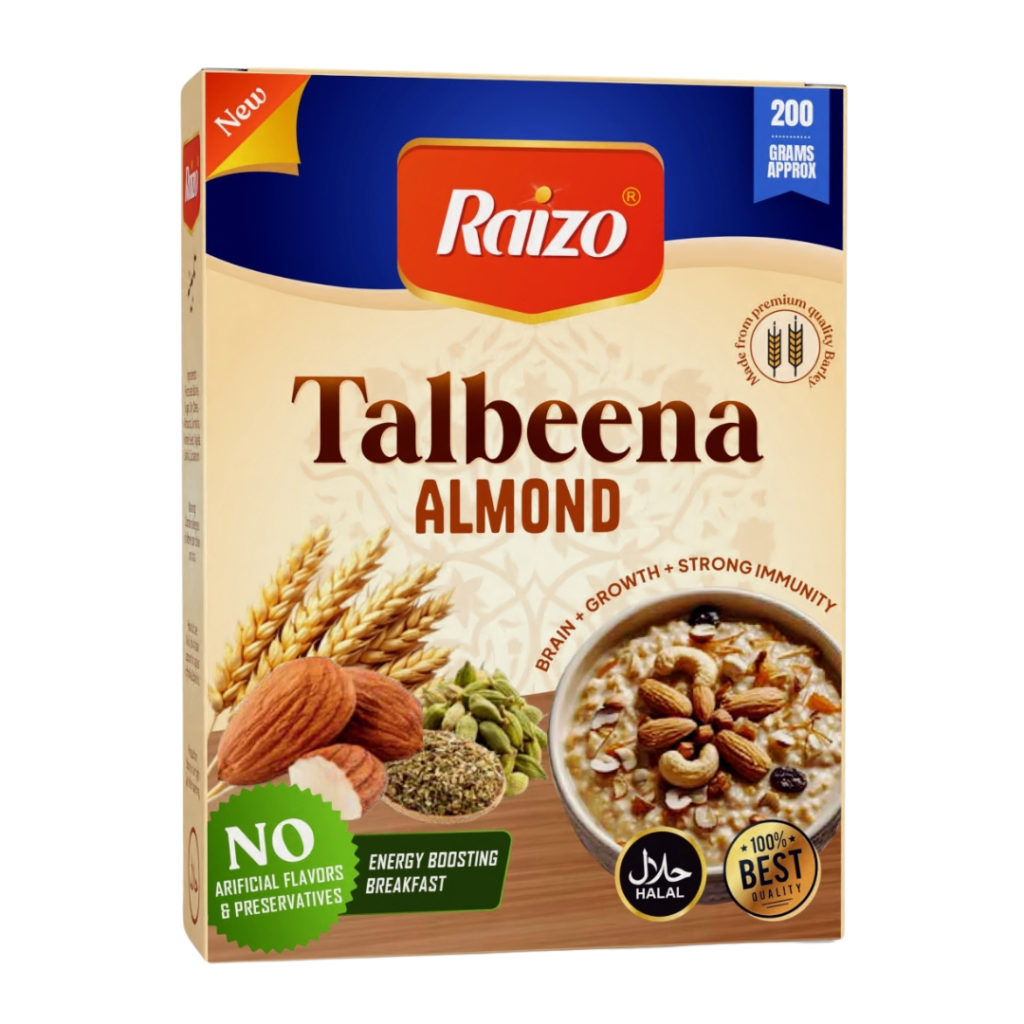 New
200
GRAMS
APPROX
Raizo®
Raizo
Made from premium quality Barley
Talbeena
ALMOND
BRAIN + GROWTH + STRONG IMMUNITY
NO
ARIFICIAL FLAVORS
& PRESERVATIVES
ENERGY BOOSTING
BREAKFAST
حلال
HALAL
100%
BEST
QUALITY